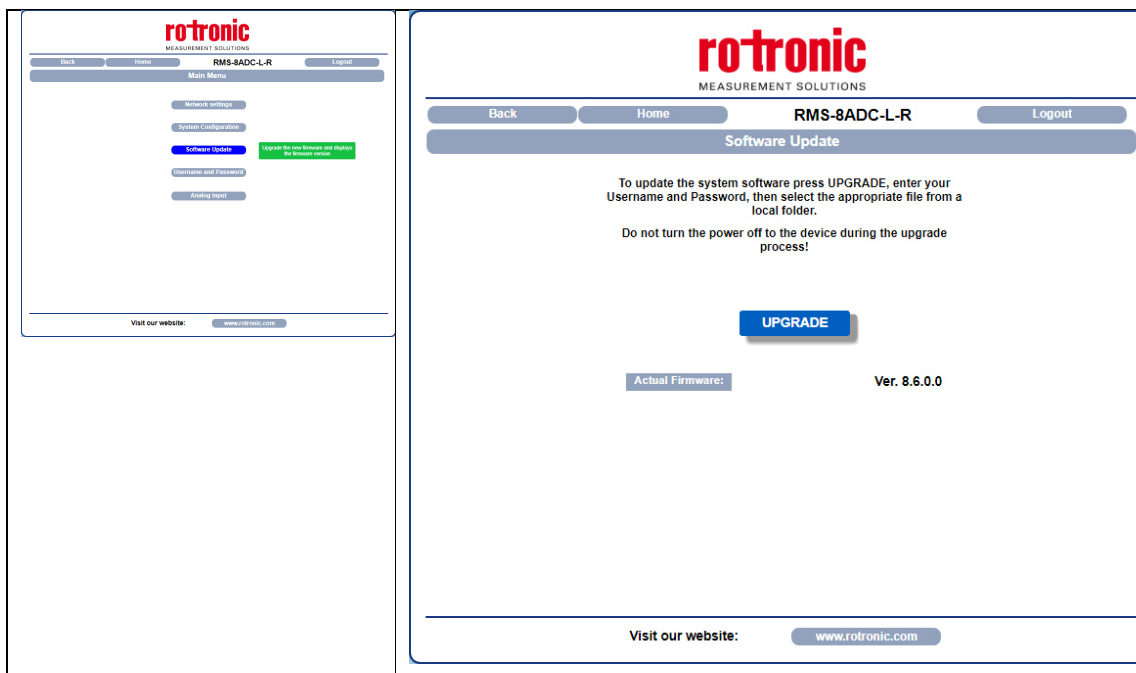 rotronic
MEASUREMENT SOLUTIONS
Back Home RMS-8ADC-L-R Logout
Main Menu
Network settings
System Configuration
Software Update
Upgrade the new firmware and displays
the firmware version
Username and Password
Analog Input
Visit our website: www.rotronic.com
rotronic
MEASUREMENT SOLUTIONS
Back Home RMS-8ADC-L-R Logout
Software Update
To update the system software press UPGRADE, enter your
Username and Password, then select the appropriate file from a
local folder.
Do not turn the power off to the device during the upgrade
process!
UPGRADE
Actual Firmware: Ver. 8.6.0.0
Visit our website: www.rotronic.com